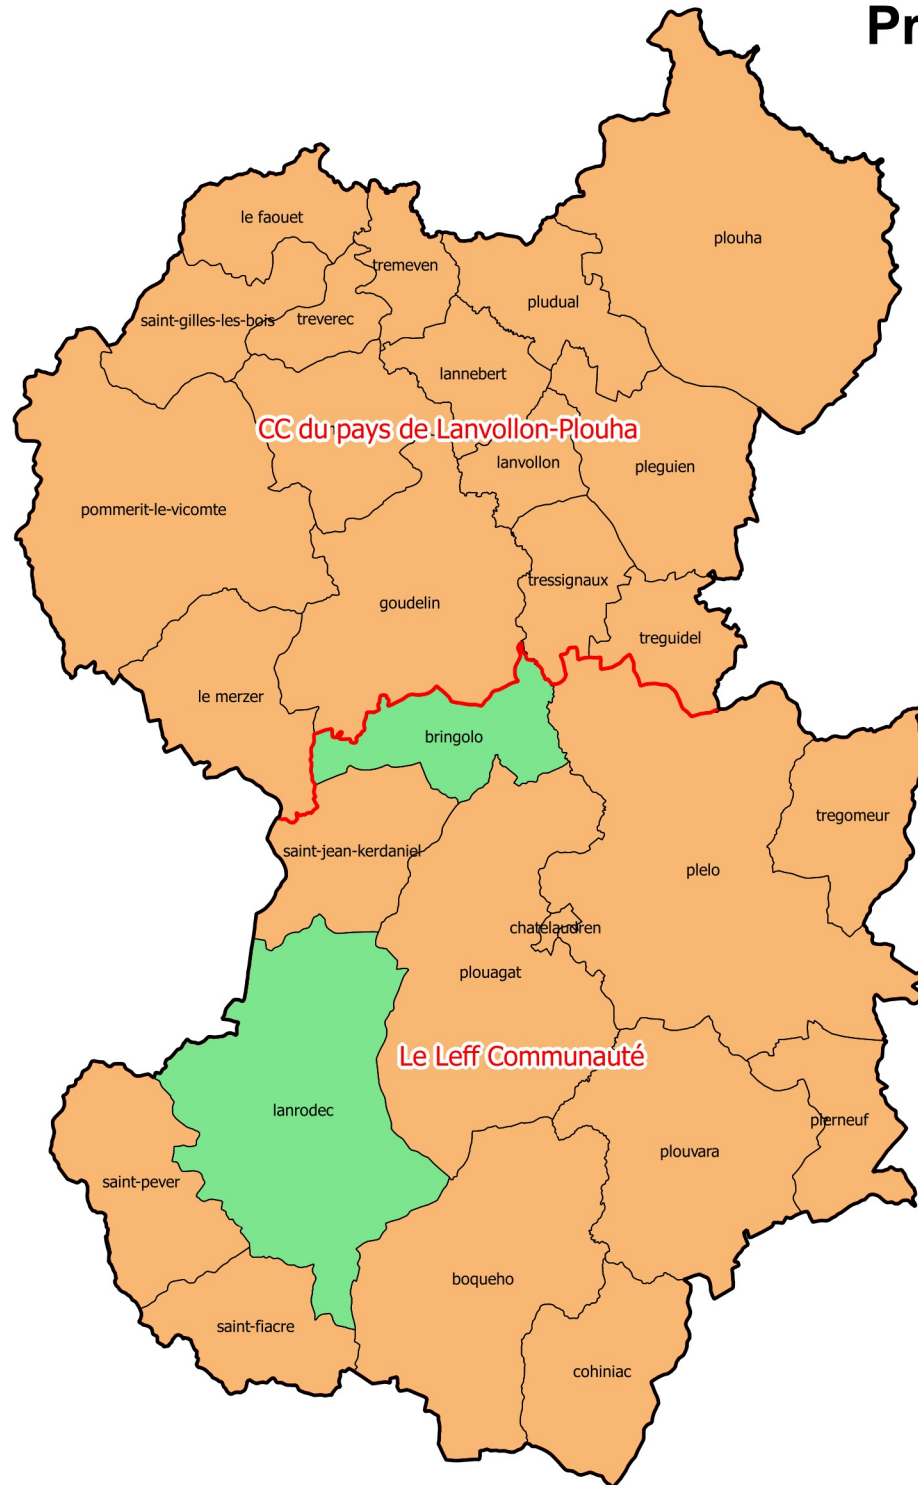 Pr
le faouet
plouha
tremeven
pludual
saint-gilles-les-bois
treverec
lannebert
CC du pays de Lanvollon-Plouha
lanvollon
pleguien
pommerit-le-vicomte
tressignaux
goudelin
treguidel
le merzer
bringolo
tregomeur
saint-jean-kerdaniel
plelo
chatelaudren
plouagat
Le Leff Communauté
lanrodec
plerneuf
plouvara
saint-pever
boqueho
saint-fiacre
cohiniac